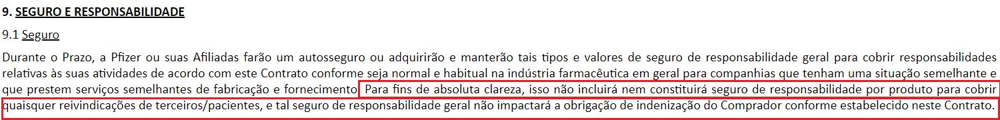 9. SEGURO E RESPONSABILIDADE
9.1 Seguro
Durante o Prazo, a Pfizer ou suas Afiliadas farão um autosseguro ou adquirirão e manterão tais tipos e valores de seguro de responsabilidade geral para cobrir responsabilidades
relativas às suas atividades de acordo com este Contrato conforme seja normal e habitual na indústria farmacêutica em geral para companhias que tenham uma situação semelhante e
que prestem serviços semelhantes de fabricação e fornecimento. Para fins de absoluta clareza, isso não incluirá nem constituirá seguro de responsabilidade por produto para cobrir
quaisquer reivindicações de terceiros/pacientes, e tal seguro de responsabilidade geral não impactará a obrigação de indenização do Comprador conforme estabelecido neste Contrato.